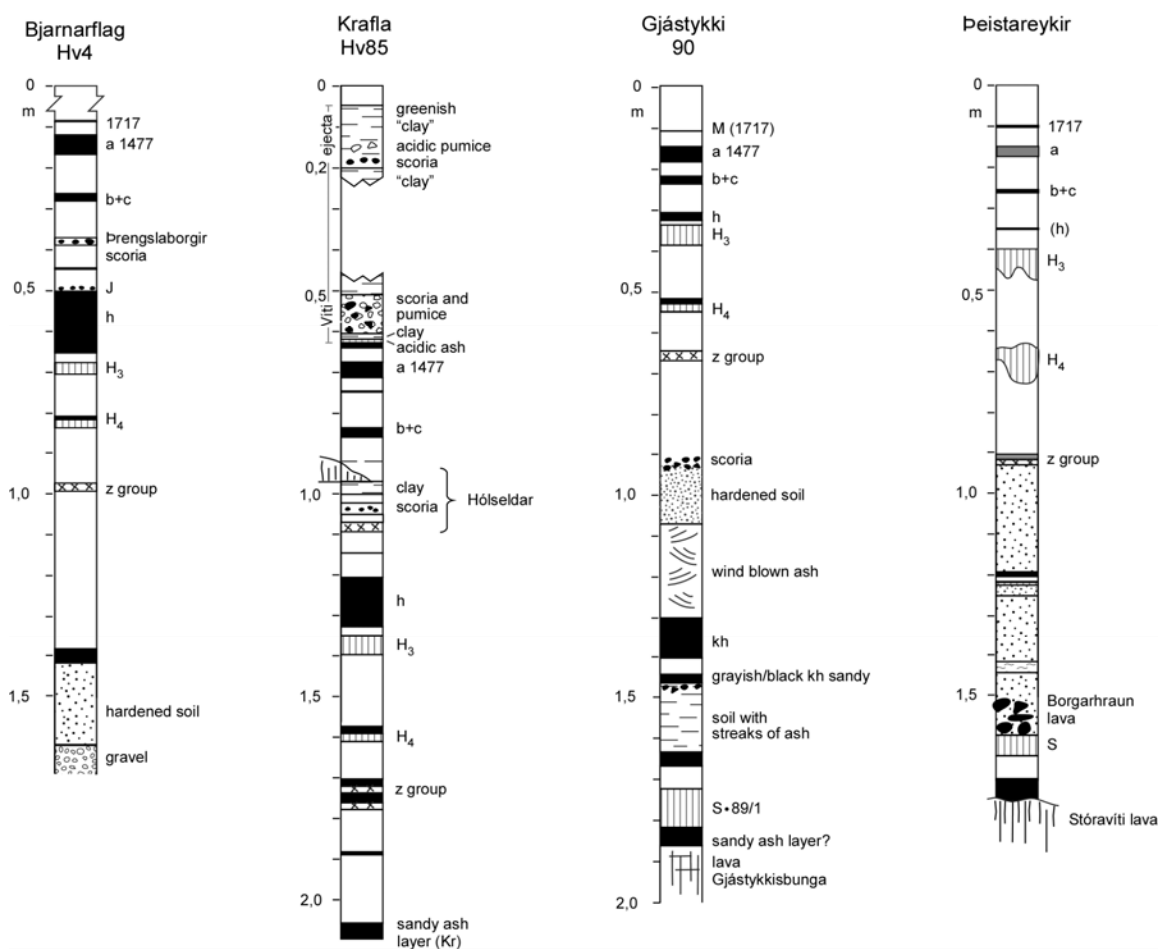 Bjarnarflag
Hv4
0
m
1717
a 1477
b+c
Þrengslaborgir
scoria
0,5
J
h
H3
H4
z group
1,0
1,5
hardened soil
gravel
Krafla
Hv85
0
ejecta
greenish
"clay"
acidic pumice
scoria
0,2
"clay"
0,5
Víti
scoria and
pumice
clay
acidic ash
a 1477
b+c
1,0
clay
scoria
Hólseldar
h
H3
1,5
H4
z group
2,0
sandy ash
layer (Kr)
Gjástykki
90
0
m
M (1717)
a 1477
b+c
h
H3
0,5
H4
z group
scoria
1,0
hardened soil
wind blown ash
kh
grayish/black kh sandy
1,5
soil with
streaks of ash
S•89/1
sandy ash layer?
lava
Gjástykkisbunga
2,0
Þeistareykir
0
m
1717
a
b+c
(h)
H3
0,5
H4
z group
1,0
1,5
Borgarhraun
lava
S
Stóravíti lava